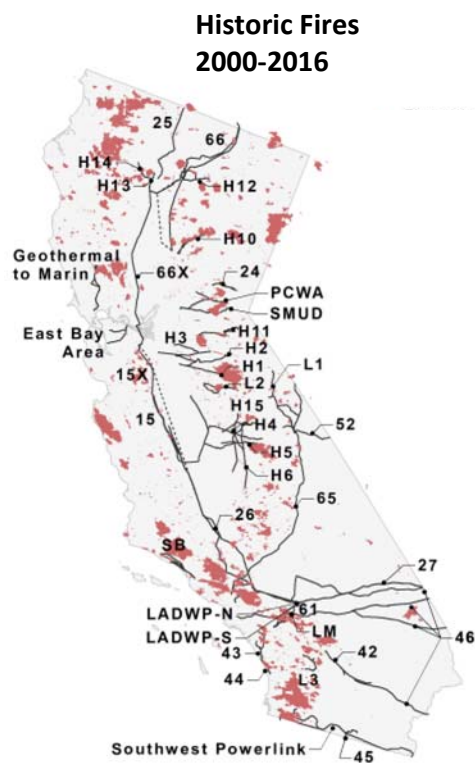 Historic Fires
2000-2016
25
66
H14
H13
H12
Geothermal
to Marin
H10
66X
24
PCWA
SMUD
East Bay
Area
H11
H3
H2
L1
15X
H1
L2
H15
15
H4
52
H5
H6
65
26
SB
27
LADWP-N
61
LADWP-S
LM
46
43
42
44
L3
Southwest Powerlink
45